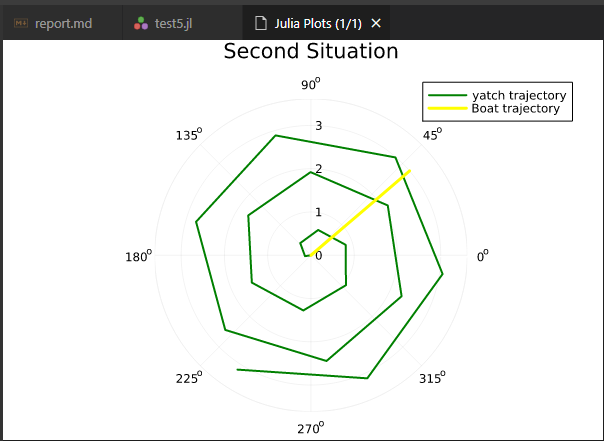 report.md test5.jl Julia Plots (1/1) ×
Second Situation
90°
yatch trajectory
Boat trajectory
135° 45°
3
2
1
180° 0 0°
225° 315°
270°